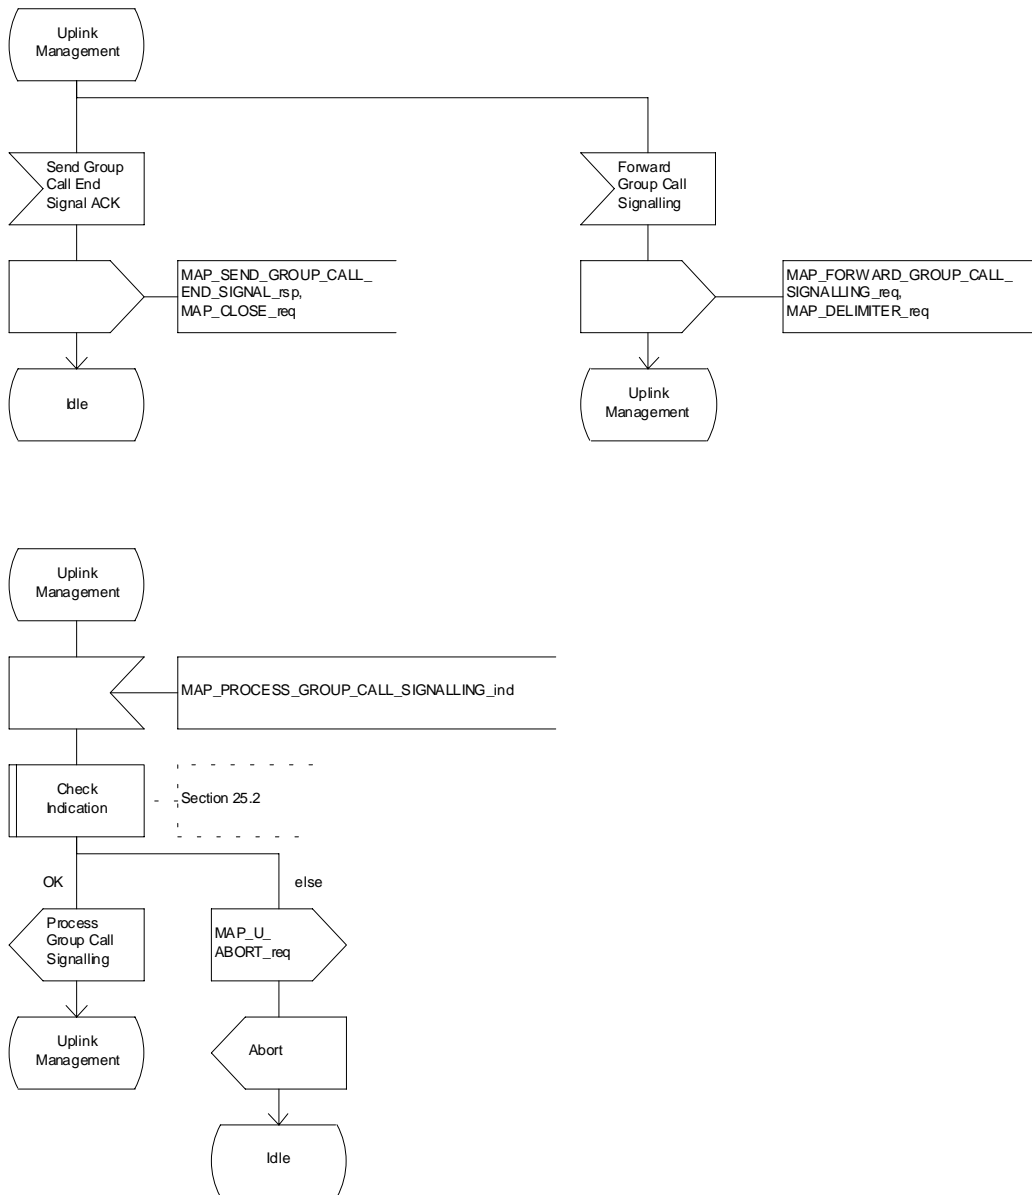 Uplink
Management
Send Group
Call End
Signal ACK
Forward
Group Call
Signalling
MAP_SEND_GROUP_CALL_
END_SIGNAL_rsp,
MAP_CLOSE_req
MAP_FORWARD_GROUP_CALL_
SIGNALLING_req,
MAP_DELIMITER_req
Idle
Uplink
Management
Uplink
Management
MAP_PROCESS_GROUP_CALL_SIGNALLING_ind
Check
Indication
Section 25.2
OK
else
Process
Group Call
Signalling
MAP_U_
ABORT_req
Uplink
Management
Abort
Idle